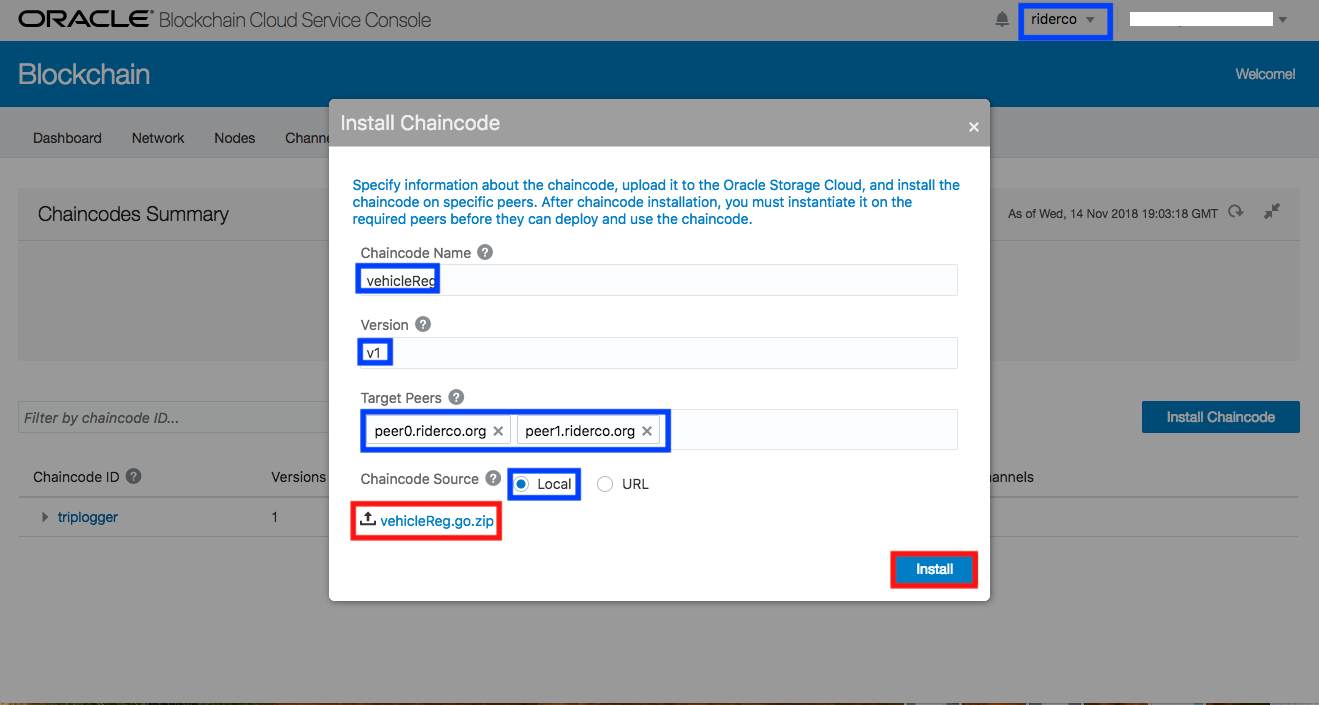 ORACLE® Blockchain Cloud Service Console
riderco
Blockchain
Welcome!
Dashboard Network Nodes Channe
Install Chaincode
×
Specify information about the chaincode, upload it to the Oracle Storage Cloud, and install the
chaincode on specific peers. After chaincode installation, you must instantiate it on the
required peers before they can deploy and use the chaincode.
Chaincodes Summary
As of Wed, 14 Nov 2018 19:03:18 GMT
Chaincode Name ?
vehicleReg
Version ?
v1
Target Peers ?
peer0.riderco.org × peer1.riderco.org ×
Filter by chaincode ID...
Install Chaincode
Chaincode Source ? Local URL
Chaincode ID ? Versions annels
vehicleReg.go.zip
triplogger 1
Install